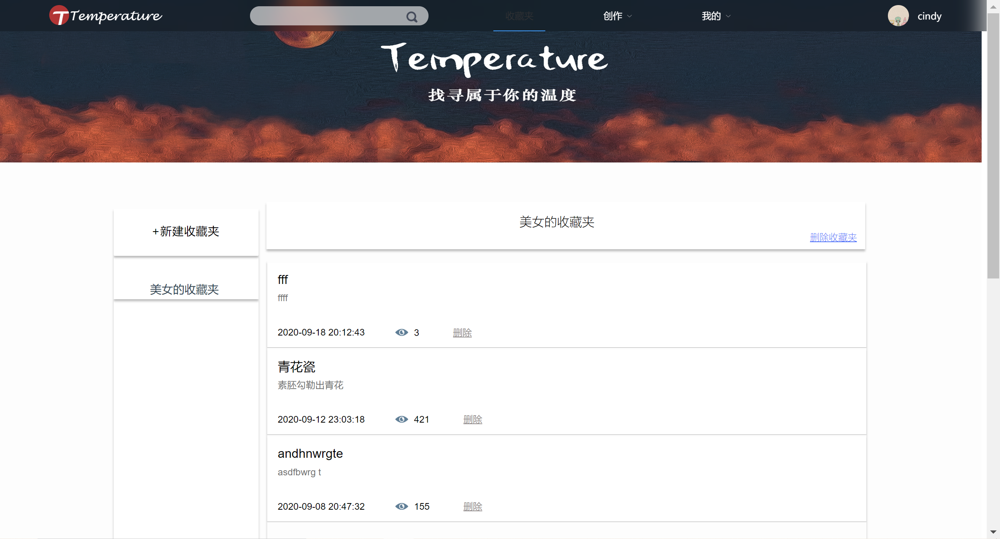 Temperature
收藏夹
创作
我的
cindy
Temperature
找寻属于你的温度
+新建收藏夹
美女的收藏夹
美女的收藏夹
删除收藏夹
fff
ffff
2020-09-18 20:12:43 3 删除
青花瓷
素胚勾勒出青花
2020-09-12 23:03:18 421 删除
andhnwrgte
asdfbwrg t
2020-09-08 20:47:32 155 删除